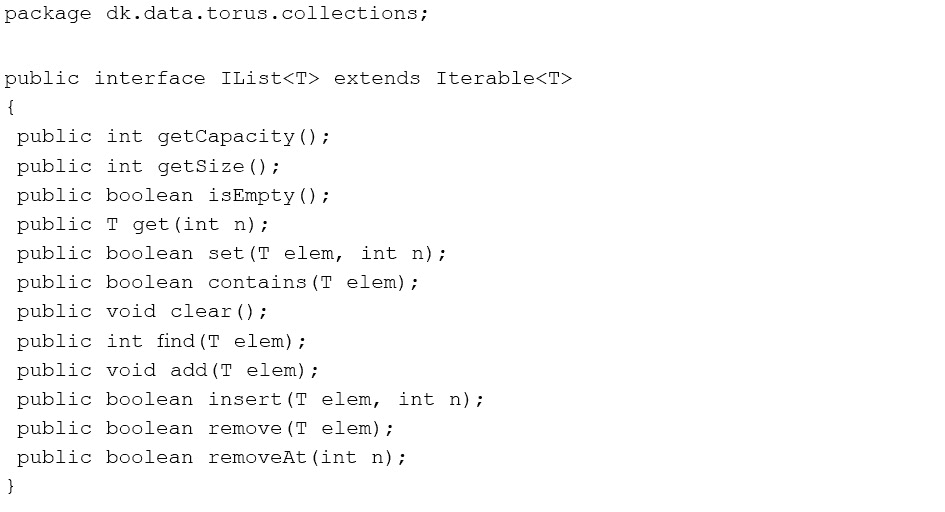 package dk.data.torus.collections;
public interface IList<T> extends Iterable<T>
{
public int getCapacity();
public int getSize();
public boolean isEmpty();
public T get(int n);
public boolean set(T elem, int n);
public boolean contains(T elem);
public void clear();
public int find(T elem);
public void add(T elem);
public boolean insert(T elem, int n);
public boolean remove(T elem);
public boolean removeAt(int n);
}